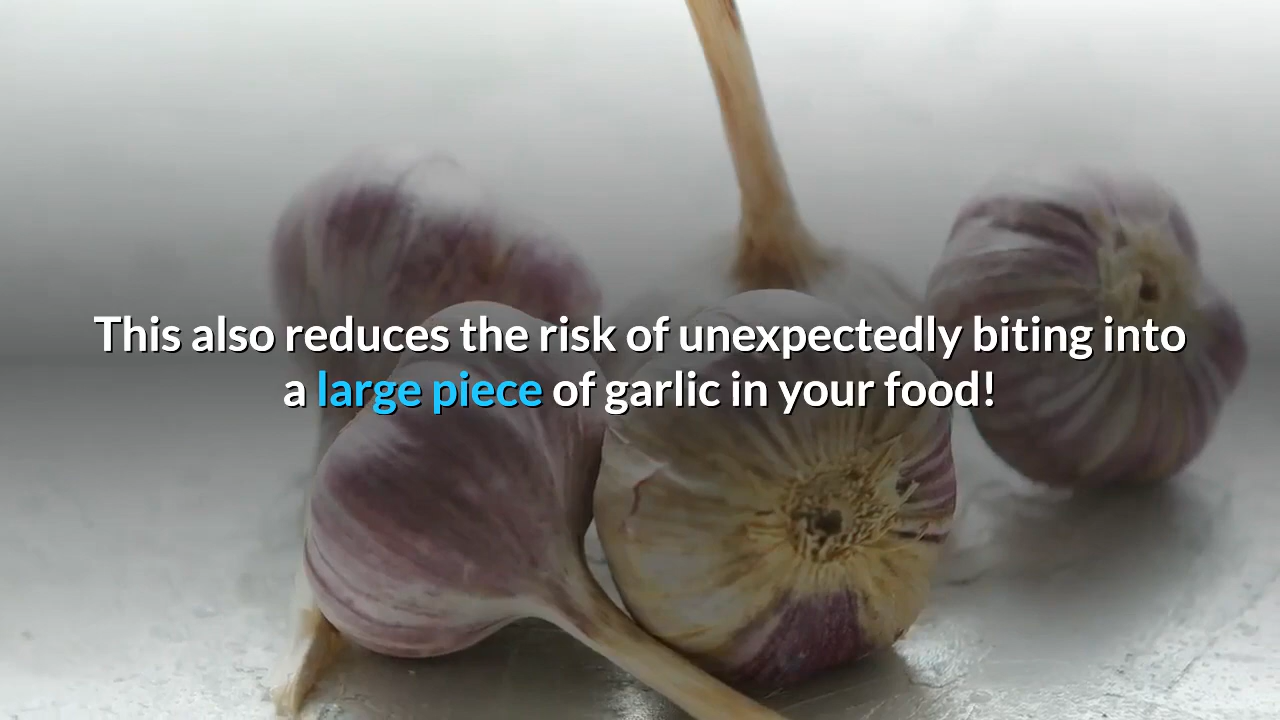 This also reduces the risk of unexpectedly biting into
a large piece of garlic in your food!